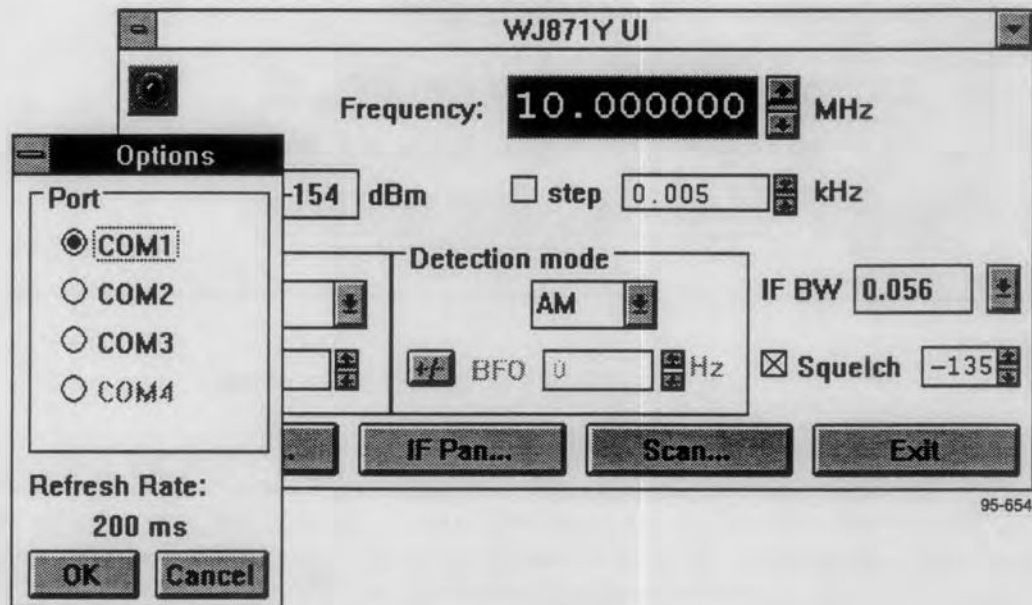 WJ871Y UI
Frequency: 10.000000 MHz
-154 dBm
step 0.005 kHz
Detection mode
AM
+/- BFO 0 Hz
IF BW 0.056
Squelch -135
IF Pan...
Scan...
Exit
Options
Port
COM1
COM2
COM3
COM4
Refresh Rate:
200 ms
OK Cancel
95-654